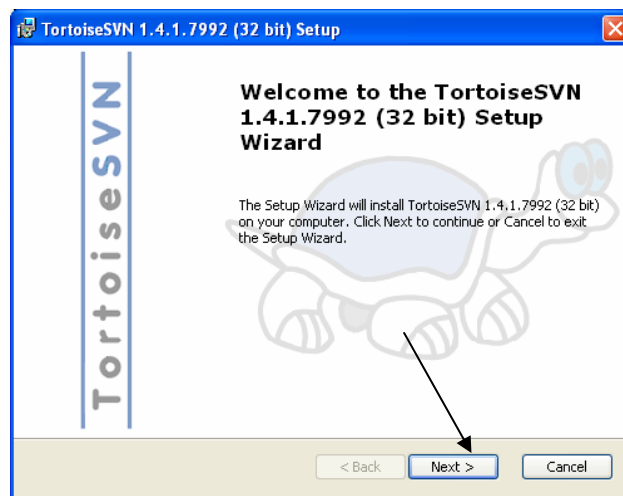 TortoiseSVN 1.4.1.7992 (32 bit) Setup
TortoiseSVN
Welcome to the TortoiseSVN
1.4.1.7992 (32 bit) Setup
Wizard
The Setup Wizard will install TortoiseSVN 1.4.1.7992 (32 bit)
on your computer. Click Next to continue or Cancel to exit
the Setup Wizard.
< Back Next > Cancel